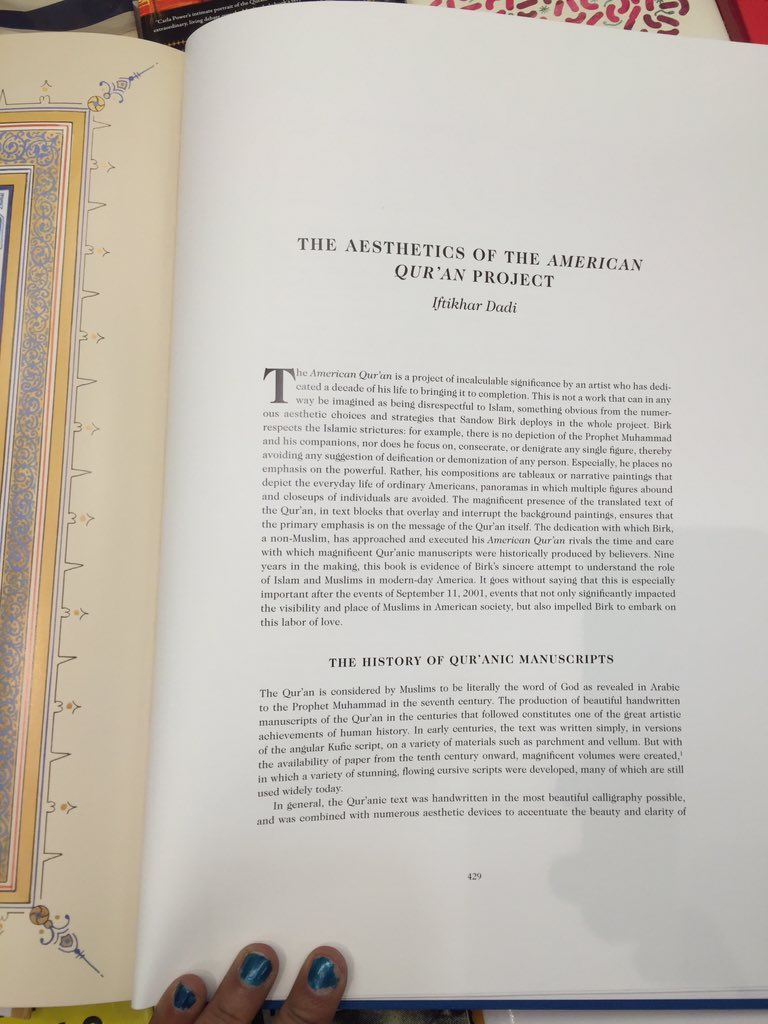 "Carla Power's intimate portrait of the Quran
extraordinary, living debate
THE AESTHETICS OF THE AMERICAN
QUR'AN PROJECT
Iftikhar Dadi
The American Qur'an is a project of incalculable significance by an artist who has dedi-
cated a decade of his life to bringing it to completion. This is not a work that can in any
way be imagined as being disrespectful to Islam, something obvious from the numer-
ous aesthetic choices and strategies that Sandow Birk deploys in the whole project. Birk
respects the Islamic strictures: for example, there is no depiction of the Prophet Muhammad
and his companions, nor does he focus on, consecrate, or denigrate any single figure, thereby
avoiding any suggestion of deification or demonization of any person. Especially, he places no
emphasis on the powerful. Rather, his compositions are tableaux or narrative paintings that
depict the everyday life of ordinary Americans, panoramas in which multiple figures abound
and closeups of individuals are avoided. The magnificent presence of the translated text of
the Qur'an, in text blocks that overlay and interrupt the background paintings, ensures that
the primary emphasis is on the message of the Qur'an itself. The dedication with which Birk,
a non-Muslim, has approached and executed his American Qur'an rivals the time and care
with which magnificent Qur'anic manuscripts were historically produced by believers. Nine
years in the making, this book is evidence of Birk's sincere attempt to understand the role
of Islam and Muslims in modern-day America. It goes without saying that this is especially
important after the events of September 11, 2001, events that not only significantly impacted
the visibility and place of Muslims in American society, but also impelled Birk to embark on
this labor of love.
THE HISTORY OF QUR'ANIC MANUSCRIPTS
The Qur'an is considered by Muslims to be literally the word of God as revealed in Arabic
to the Prophet Muhammad in the seventh century. The production of beautiful handwritten
manuscripts of the Qur'an in the centuries that followed constitutes one of the great artistic
achievements of human history. In early centuries, the text was written simply, in versions
of the angular Kufic script, on a variety of materials such as parchment and vellum. But with
the availability of paper from the tenth century onward, magnificent volumes were created,¹
in which a variety of stunning, flowing cursive scripts were developed, many of which are still
used widely today.
In general, the Qur'anic text was handwritten in the most beautiful calligraphy possible,
and was combined with numerous aesthetic devices to accentuate the beauty and clarity of
429